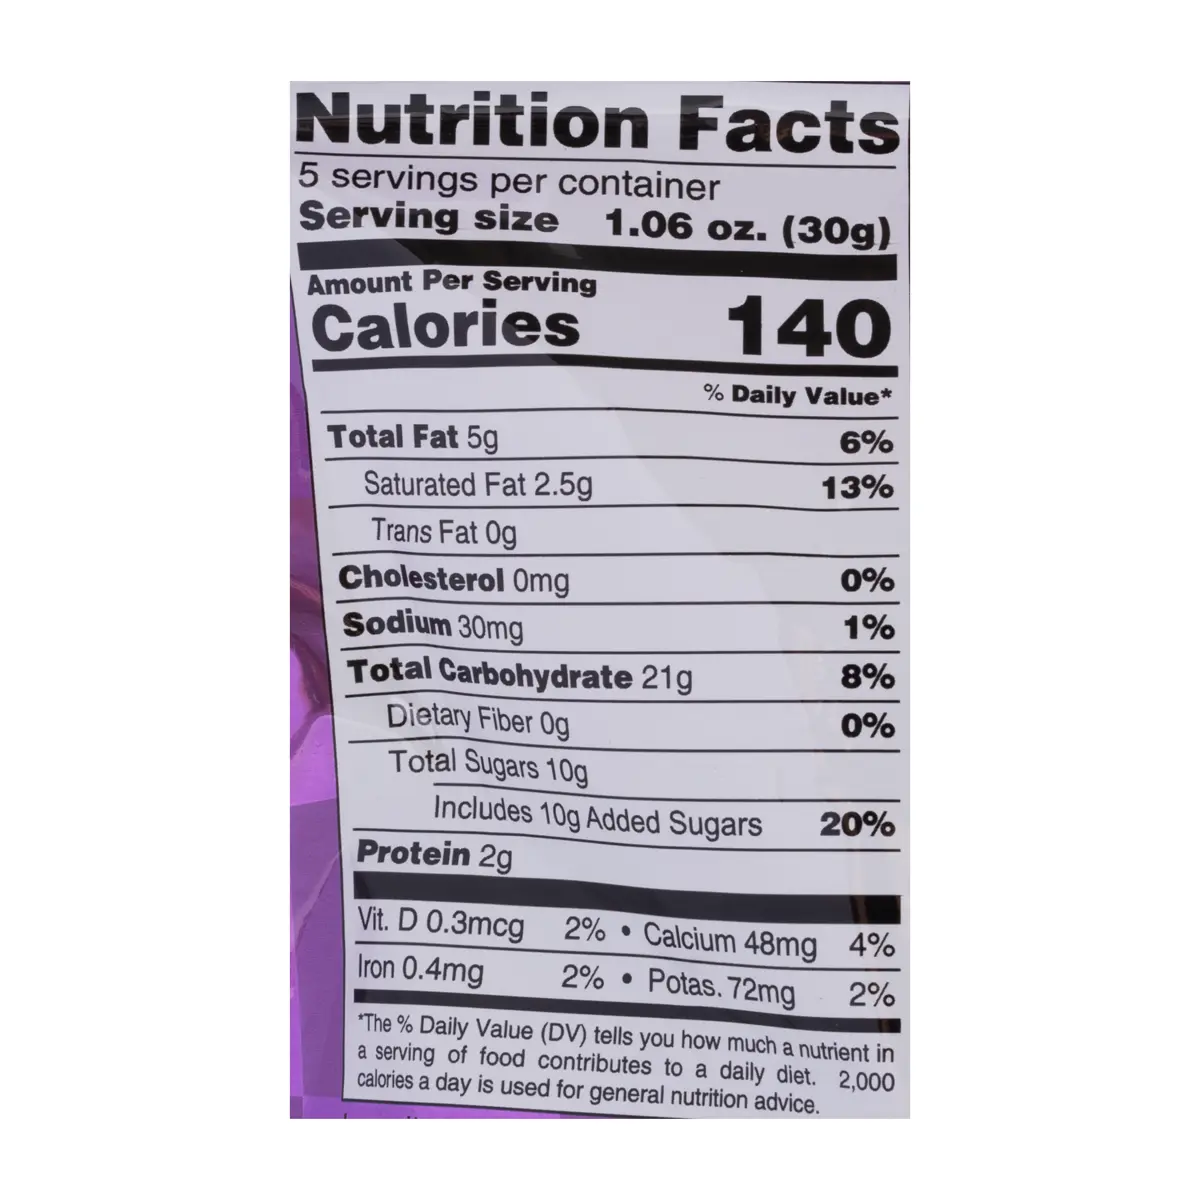 Nutrition Facts
5 servings per container
Serving size 1.06 oz. (30g)
Amount Per Serving
Calories 140
% Daily Value*
Total Fat 5g 6%
Saturated Fat 2.5g 13%
Trans Fat 0g
Cholesterol 0mg 0%
Sodium 30mg 1%
Total Carbohydrate 21g 8%
Dietary Fiber 0g 0%
Total Sugars 10g
Includes 10g Added Sugars 20%
Protein 2g
Vit. D 0.3mcg 2% • Calcium 48mg 4%
Iron 0.4mg 2% • Potas. 72mg 2%
*The % Daily Value (DV) tells you how much a nutrient in
a serving of food contributes to a daily diet. 2,000
calories a day is used for general nutrition advice.